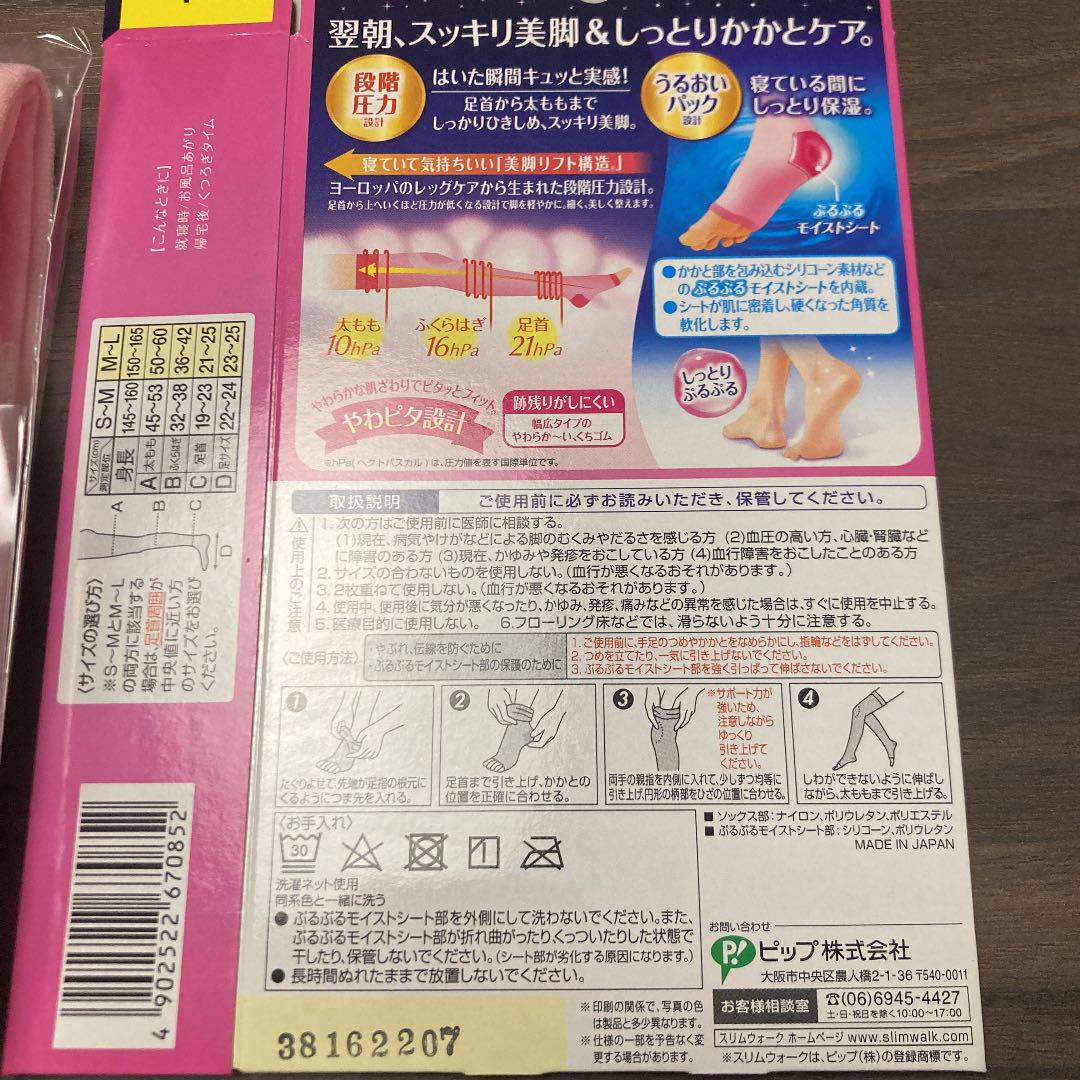 翌朝、スッキリ美脚&しっとりかかとケア。
段階
圧力
設計
はいた瞬間キュッと実感!
足首から太ももまで
しっかりひきしめ、スッキリ美脚。
寝ていて気持ちいい「美脚リフト構造。」
ヨーロッパのレッグケアから生まれた段階圧力設計。
足首から上へいくほど圧力が低くなる設計で脚を軽やかに。細く、美しく整えます。
太もも
10hPa
ふくらはぎ
16hPa
足首
21hPa
やわらかな肌ざわりでピタッとフィット。
やわピタ設計
跡残りがしにくい
幅広タイプの
やわらか〜い、くちゴム
※hPa(ヘクトパスカル)は、圧力値を表す国際単位です。
うるおい
パック
設計
寝ている間に
しっとり保湿。
ぷるぷる
モイストシート
●かかと部を包み込むシリコーン素材など
のぷるぷるモイストシートを内蔵。
●シートが肌に密着し、硬くなった角質を
軟化します。
しっとり
ぷるぷる
【こんなときに】
就寝時/お風呂あがり
帰宅後/くつろぎタイム
サイズ(cm)
測定部位
S〜M
M〜L
身長
145〜160
150〜165
A 太もも
45〜53
50〜60
B ふくらはぎ
32〜38
36〜42
C 足首
19〜23
21〜25
D 足サイズ
22〜24
23〜25
A
B
C
D
〈サイズの選び方〉
※S〜MとM〜L
の両方に該当する
場合は、足首周囲が
中央値に近い方
のサイズをお選び
ください。
4 902522 670852
取扱説明 ご使用前に必ずお読みいただき、保管してください。
使用上のご注意
1.次の方はご使用前に医師に相談する。
(1)現在、病気やけがなどによる脚のむくみやだるさを感じる方 (2)血圧の高い方、心臓・腎臓など
に障害のある方 (3)現在、かゆみや発疹をおこしている方 (4)血行障害をおこしたことのある方
2.サイズの合わないものを使用しない。(血行が悪くなるおそれがあります。)
3.2枚重ねて使用しない。(血行が悪くなるおそれがあります。)
4.使用中、使用後に気分が悪くなったり、かゆみ、発疹、痛みなどの異常を感じた場合は、すぐに使用を中止する。
5.医療目的に使用しない。 6.フローリング床などでは、滑らないよう十分に注意する。
〈ご使用方法〉
・やぶれ、伝線を防ぐために
・ぷるぷるモイストシート部の保護のために
1.ご使用前に、手足のつめやかかとをなめらかにし、指輪などをはずしてください。
2.つめを立てたり、一気に引き上げないでください。
3.ぷるぷるモイストシート部を強く引っぱって伸ばさないでください。
1
たぐりよせて、先端が足指の根元に
くるようにつま先を入れる。
2
足首まで引き上げ、かかとの
位置を正確に合わせる。
3
※サポート力が
強いため、
注意しながら
ゆっくり
引き上げて
ください。
両手の親指を内側に入れて、少しずつ均等に
引き上げ、円形の柄部をひざの位置に合わせる。
4
しわができないように伸ばし
ながら、太ももまで引き上げる。
〈お手入れ〉
30
洗濯ネット使用
同系色と一緒に洗う
●ぷるぷるモイストシート部を外側にして洗わないでください。また、
ぷるぷるモイストシート部が折れ曲がったり、くっついたりした状態で
干したり、保管しないでください。(シート部が劣化する原因になります。)
●長時間ぬれたままで放置しないでください。
■ソックス部:ナイロン、ポリウレタン、ポリエステル
■ぷるぷるモイストシート部:シリコーン、ポリウレタン
MADE IN JAPAN
お問い合わせ
P! ピップ株式会社
大阪市中央区農人橋2-1-36 〒540-0011
お客様相談室
☎(06)6945-4427
土・日・祝日を除く10:00〜17:00
スリムウォーク ホームページ www.slimwalk.com
※スリムウォークは、ピップ(株)の登録商標です。
※印刷の関係で、写真の色
は製品と多少異なります。
※仕様の一部を予告なく変
更する場合があります。
38162207